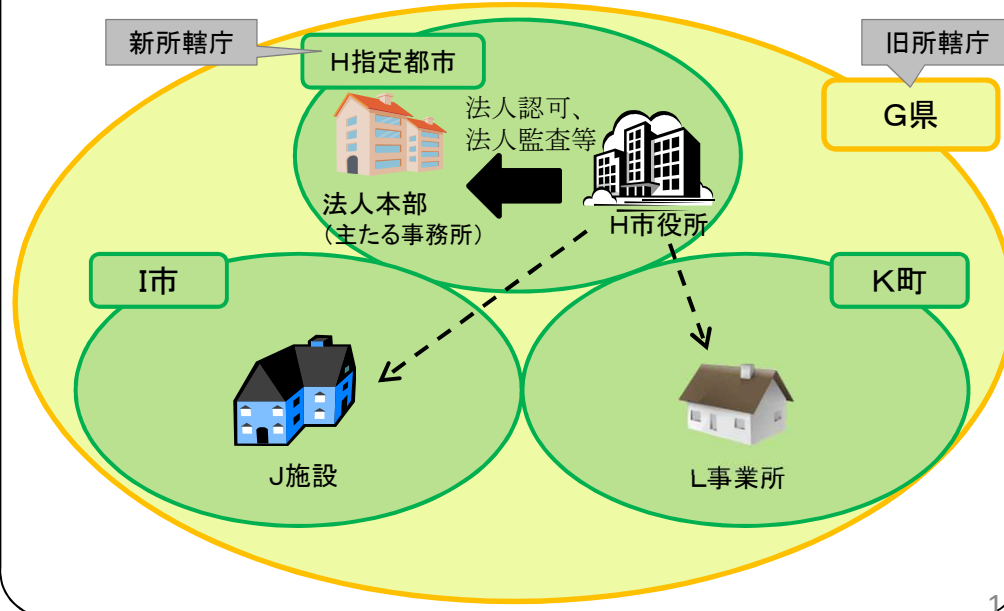 新所轄庁
旧所轄庁
H指定都市
G県
法人認可、
法人監査等
法人本部
（主たる事務所）
H市役所
I市
K町
J施設
L事業所
1